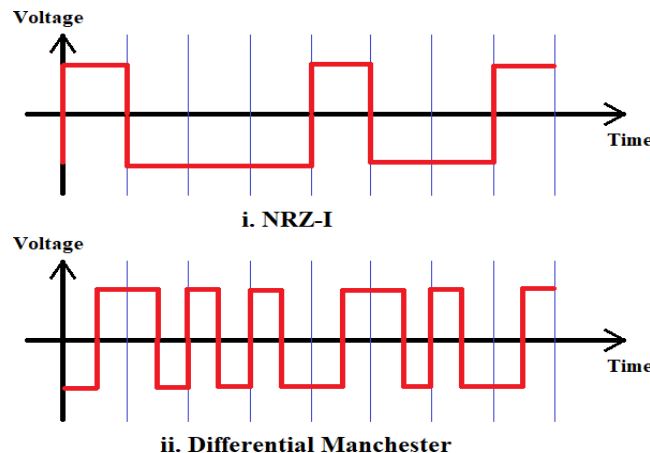 Voltage
Time
i. NRZ-I
Voltage
Time
ii. Differential Manchester